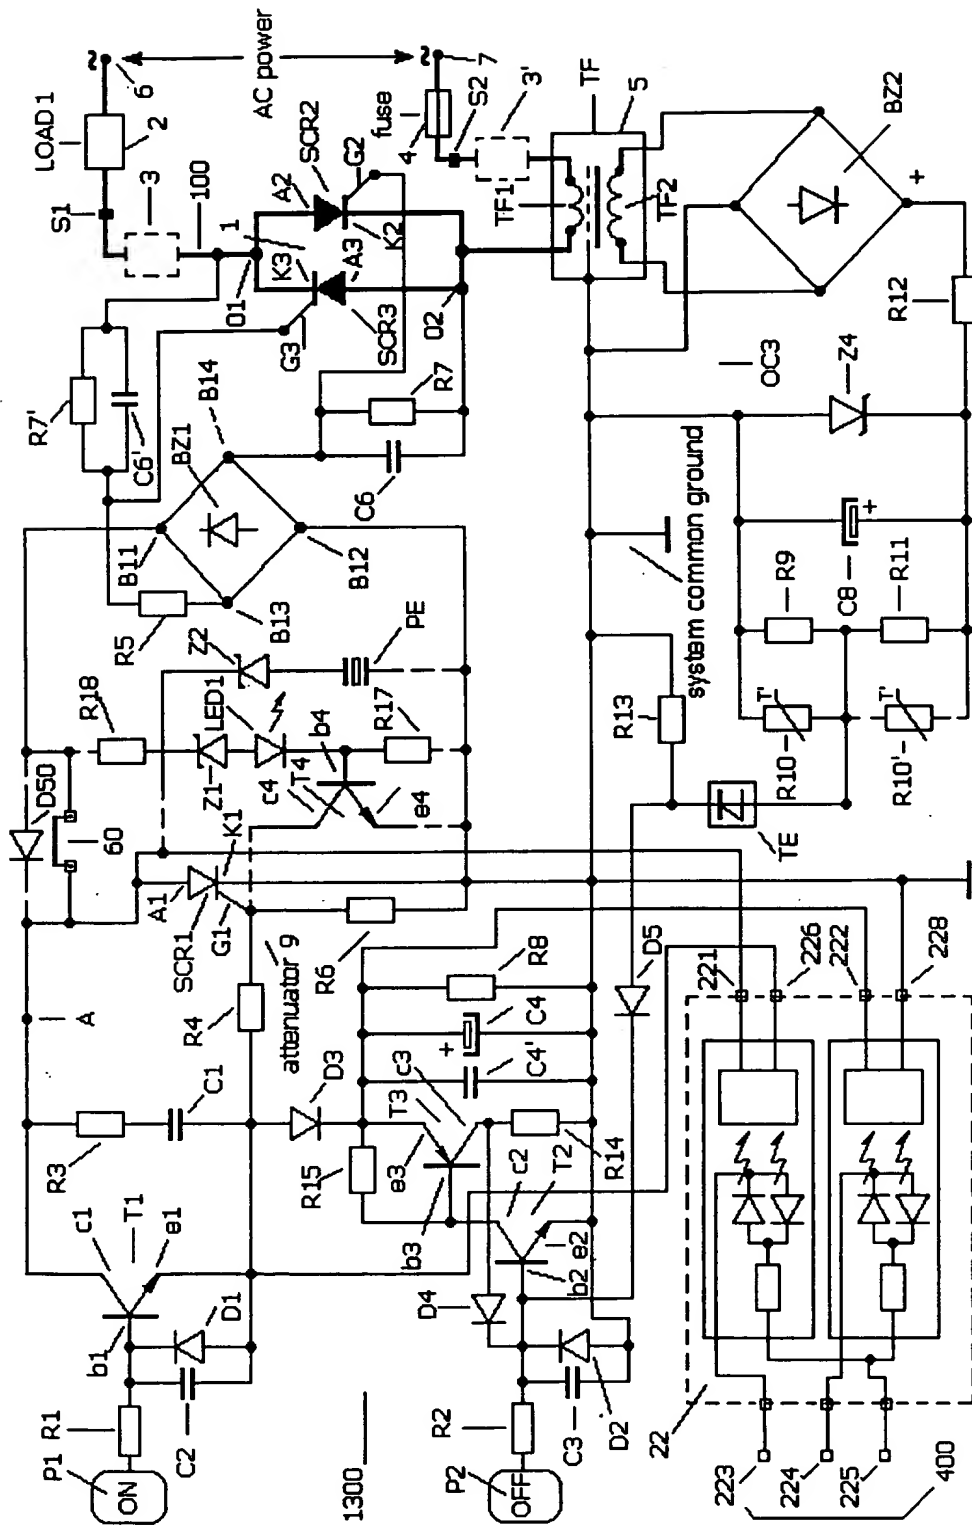 P1
ON
R1
b1
C2
D1
c1
T1
e1
R3
C1
A
A1
SCR1
G1
K1
R4
attenuator 9
R6
D50
60
R18
Z1
LED1
c4
T4
b4
e4
R17
Z2
PE
R5
B11
B12
B13
B14
BZ1
R7'
C6'
C6
R7
G3
SCR3
K3
A3
1
O1
O2
100
3
S1
LOAD1
2
6
~
AC power
~
7
A2
SCR2
G2
K2
fuse
4
S2
3'
TF1
TF2
TF
5
BZ2
+
R12
1300
P2
OFF
R2
C3
D2
D4
b2
e2
T2
c2
b3
e3
T3
c3
R14
R15
D3
C4'
+
C4
R8
D5
R13
TE
system common ground
OC3
Z4
R9
C8
+
R11
R10
T'
R10'
T'
22
223
224
225
400
221
226
222
228